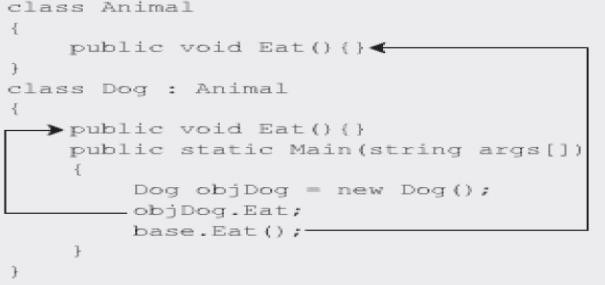 class Animal
{
public void Eat(){}
}
class Dog : Animal
{
public void Eat(){}
public static Main(string args[])
{
Dog objDog = new Dog();
objDog.Eat;
base.Eat();
}
}